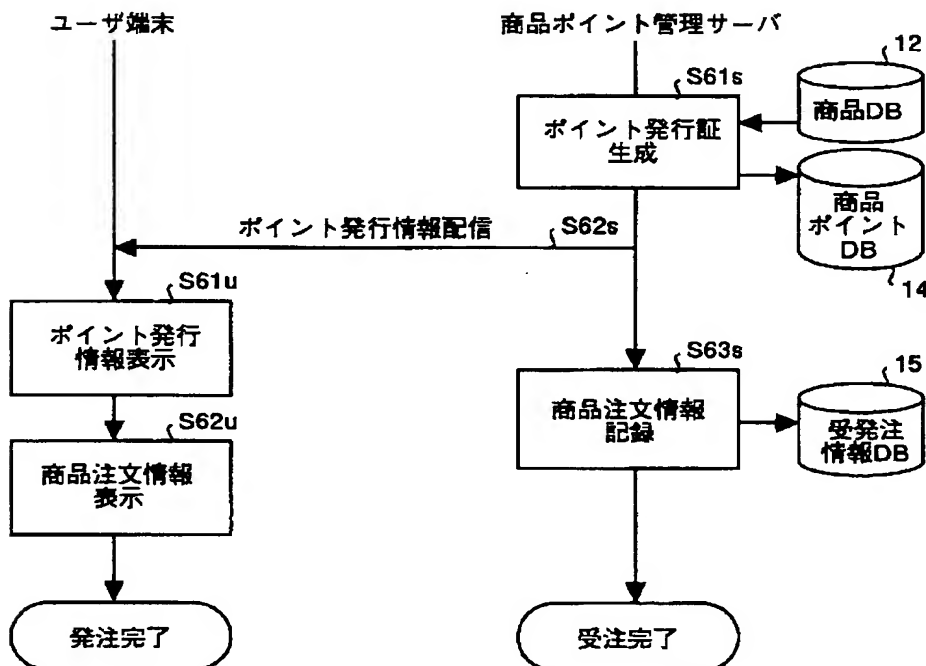 ユーザ端末
商品ポイント管理サーバ
S61s
12
ポイント発行証
生成
商品DB
商品
ポイント
DB
14
ポイント発行情報配信
S62s
S61u
ポイント発行
情報表示
S63s
15
商品注文情報
記録
受発注
情報DB
S62u
商品注文情報
表示
発注完了
受注完了